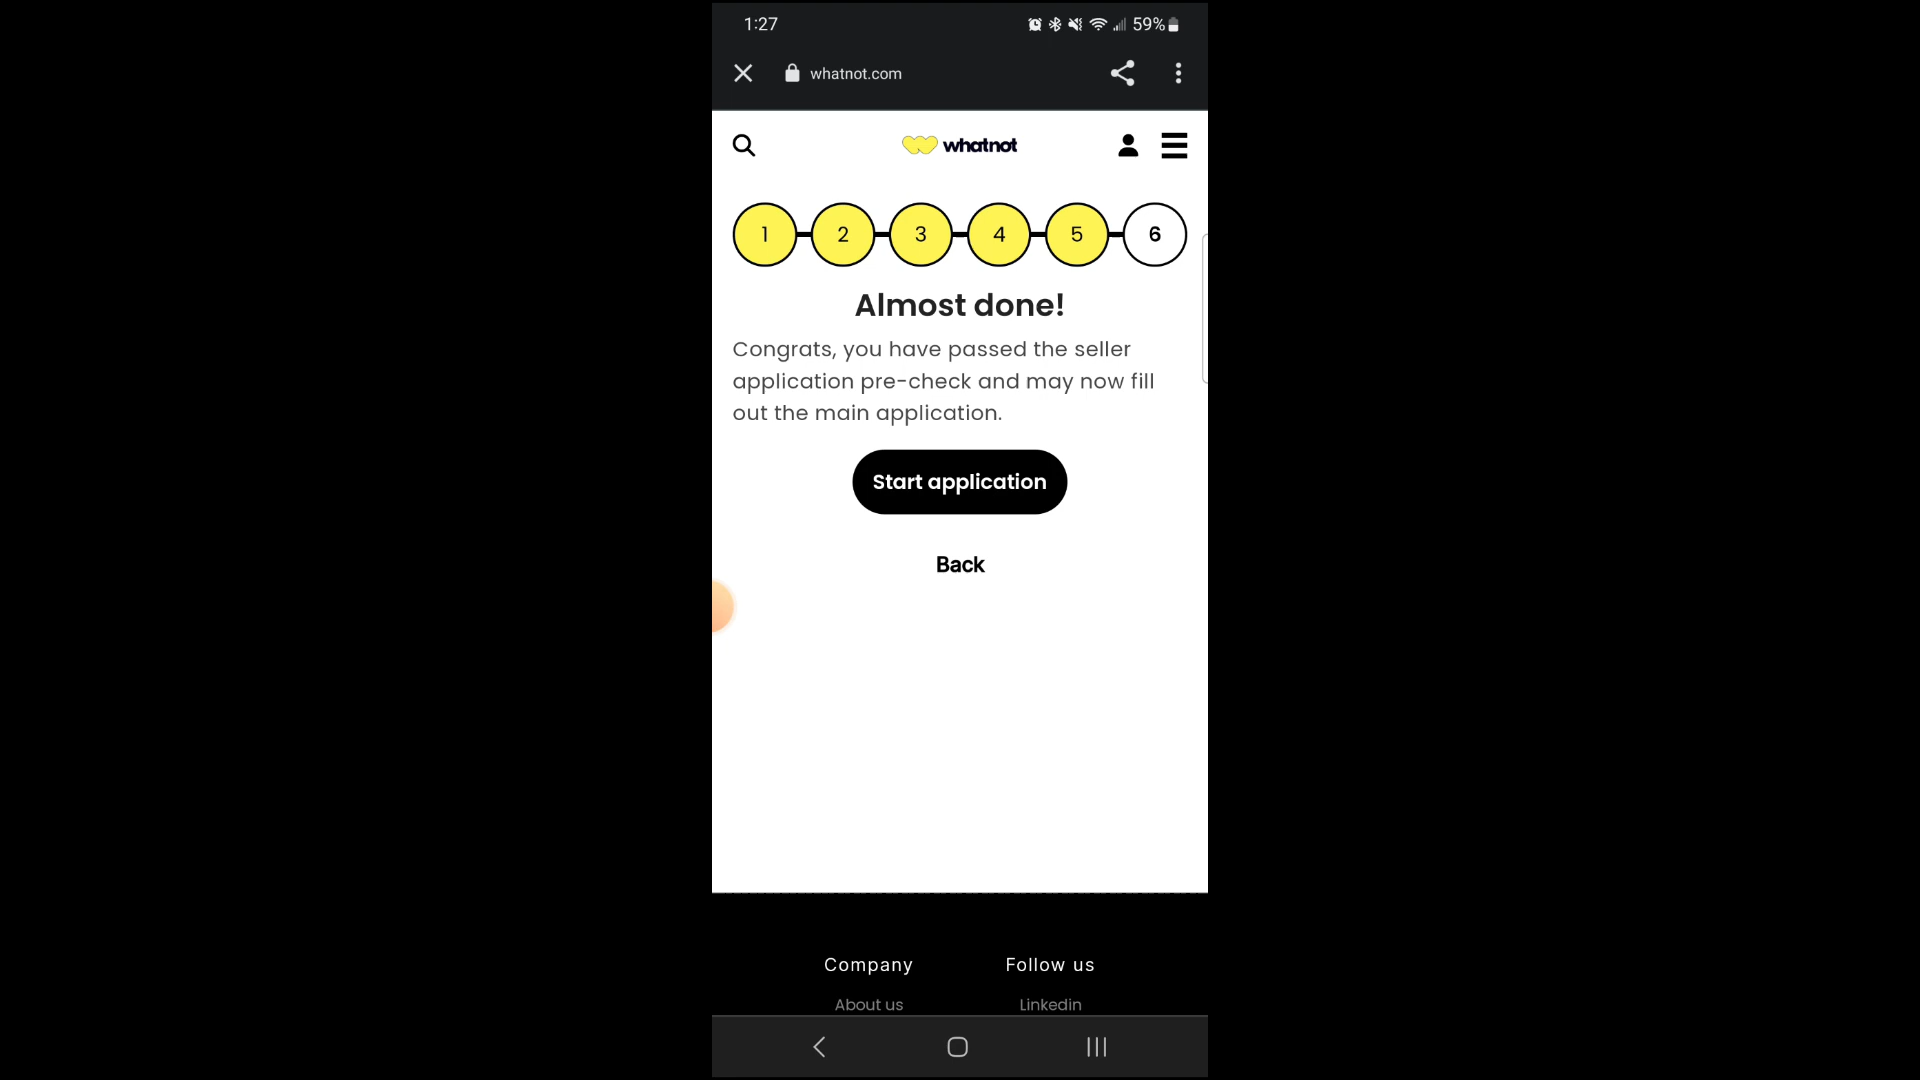 1:27
59%
whatnot.com
whatnot
1 2 3 4 5 6
Almost done!
Congrats, you have passed the seller
application pre-check and may now fill
out the main application.
Start application
Back
Company Follow us
About us Linkedin